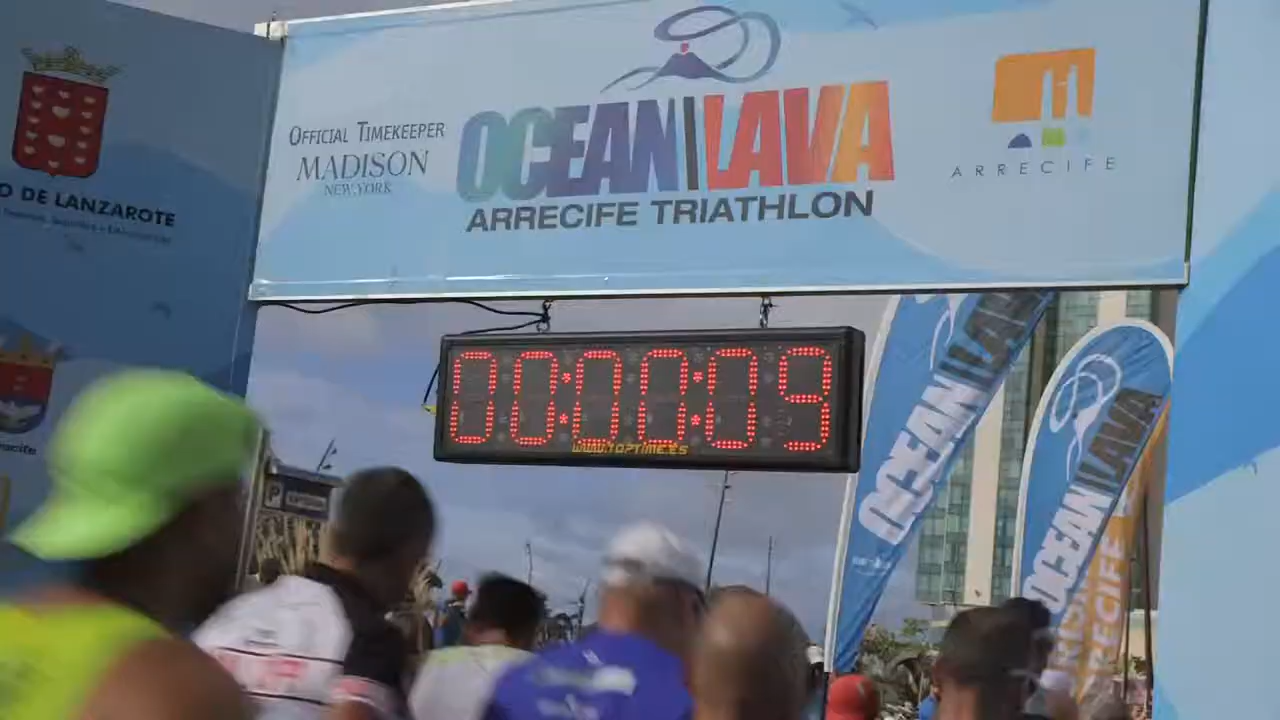 O DE LANZAROTE
OFFICIAL TIMEKEEPER
MADISON
NEW YORK
OCEAN LAVA
ARRECIFE TRIATHLON
m
ARRECIFE
00:00:09
WWW.TOPTIME.ES
OCEAN LAVA
OCEAN LAVA
ARRECIFE
P